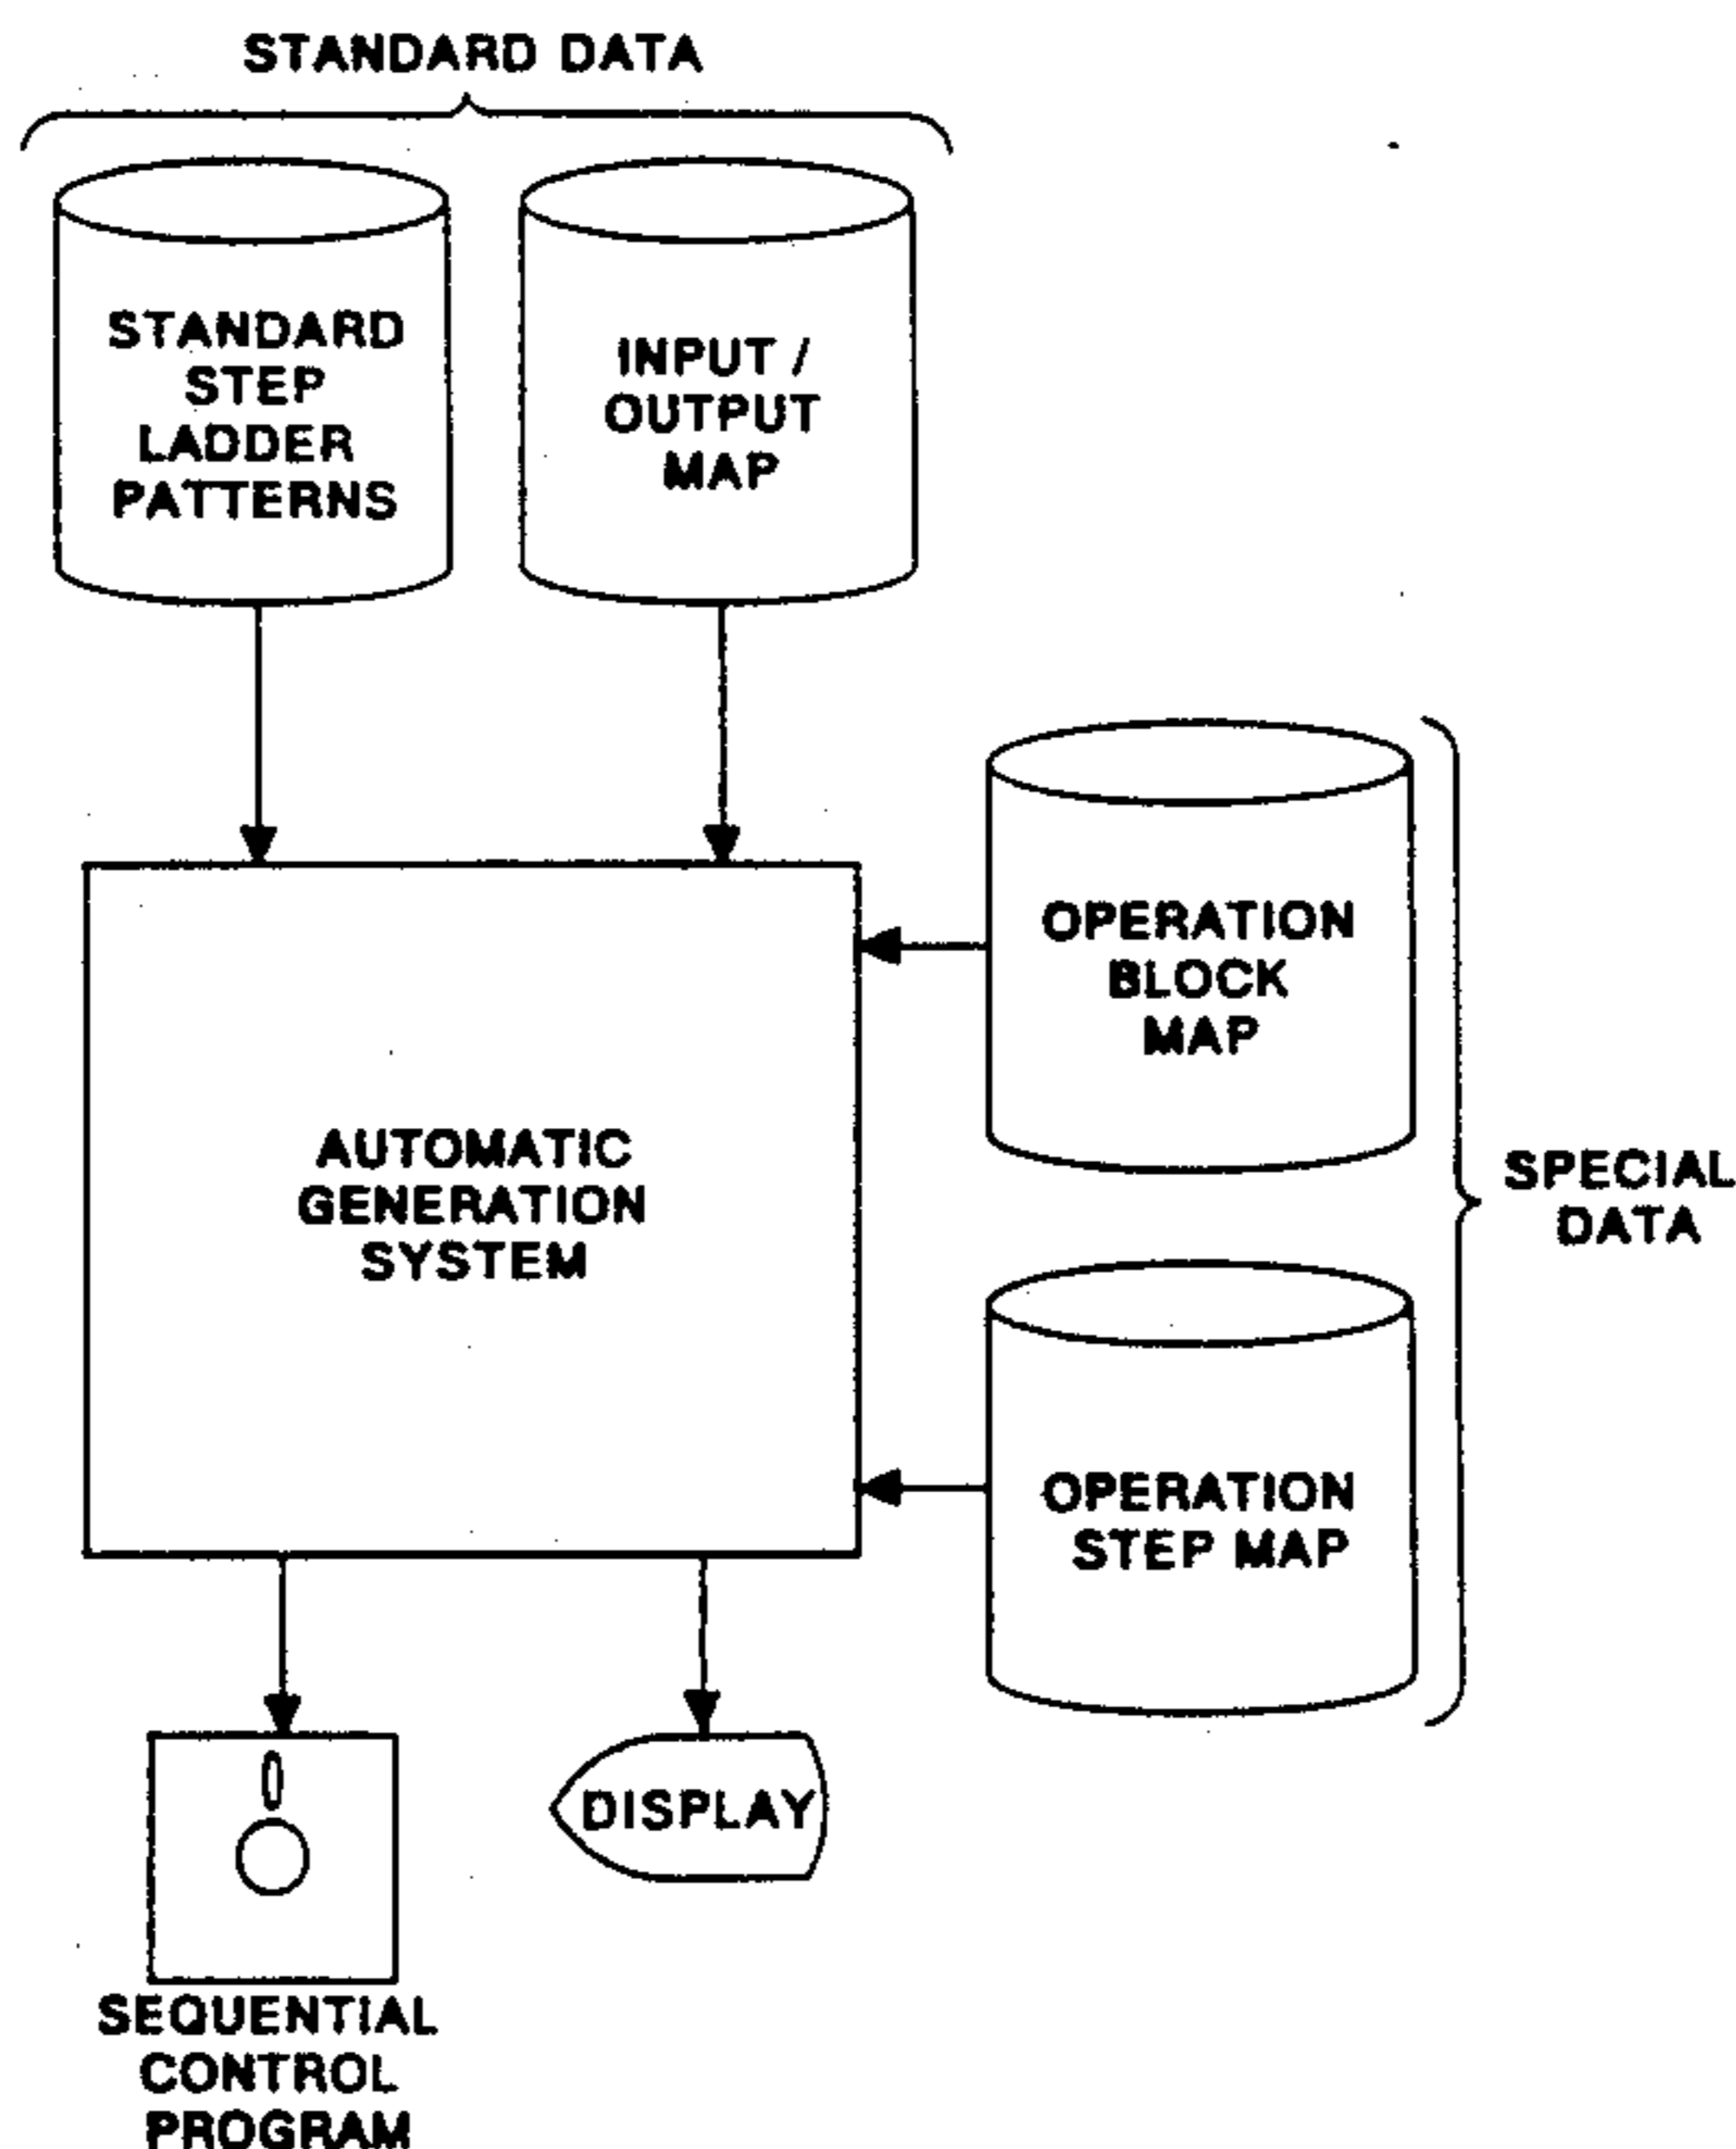 STANDARD DATA
STANDARD
STEP
LADDER
PATTERNS
INPUT /
OUTPUT
MAP
OPERATION
BLOCK
MAP
AUTOMATIC
GENERATION
SYSTEM
SPECIAL
DATA
OPERATION
STEP MAP
DISPLAY
SEQUENTIAL
CONTROL
PROGRAM